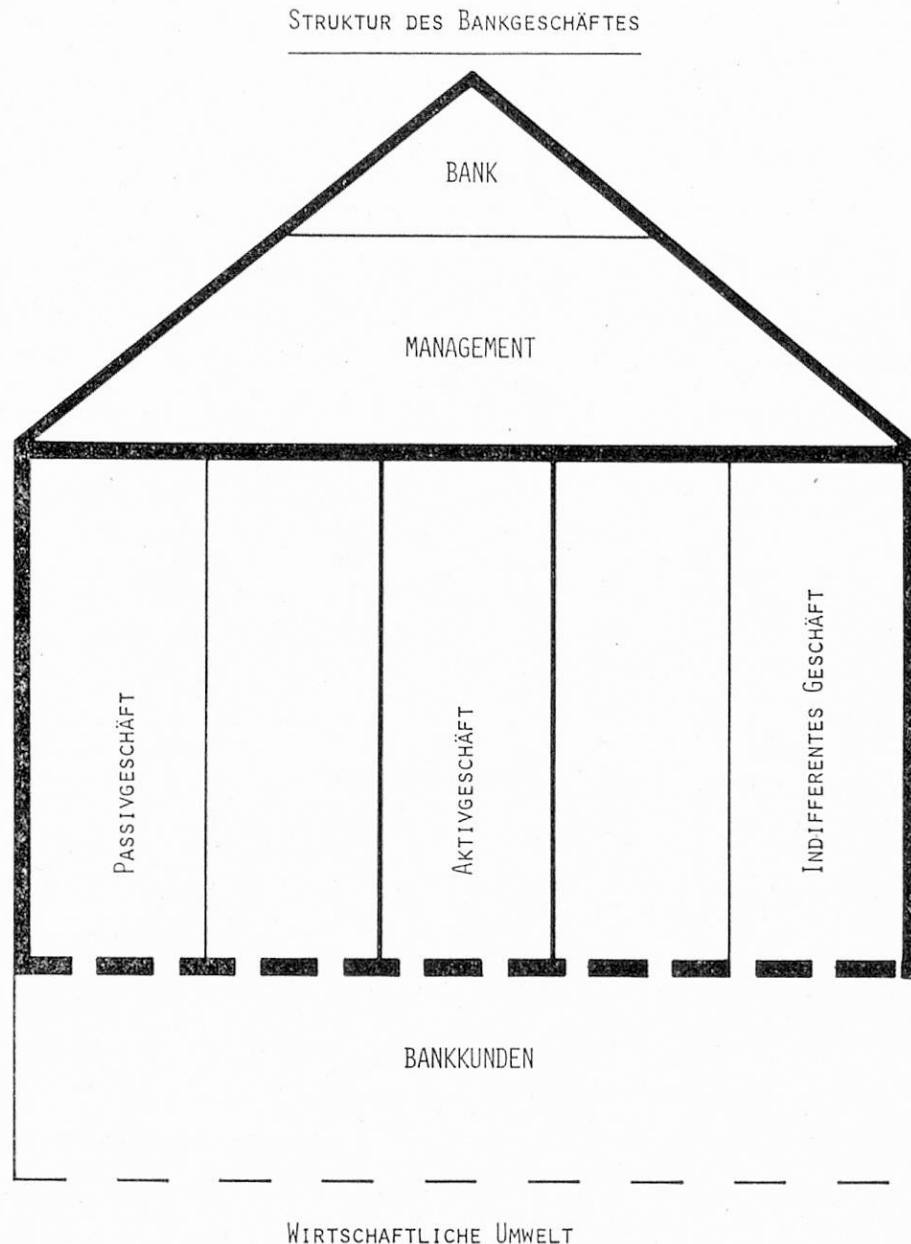 STRUKTUR DES BANKGESCHÄFTES
BANK
MANAGEMENT
PASSIVGESCHÄFT
AKTIVGESCHÄFT
INDIFFERENTES GESCHÄFT
BANKKUNDEN
WIRTSCHAFTLICHE UMWELT